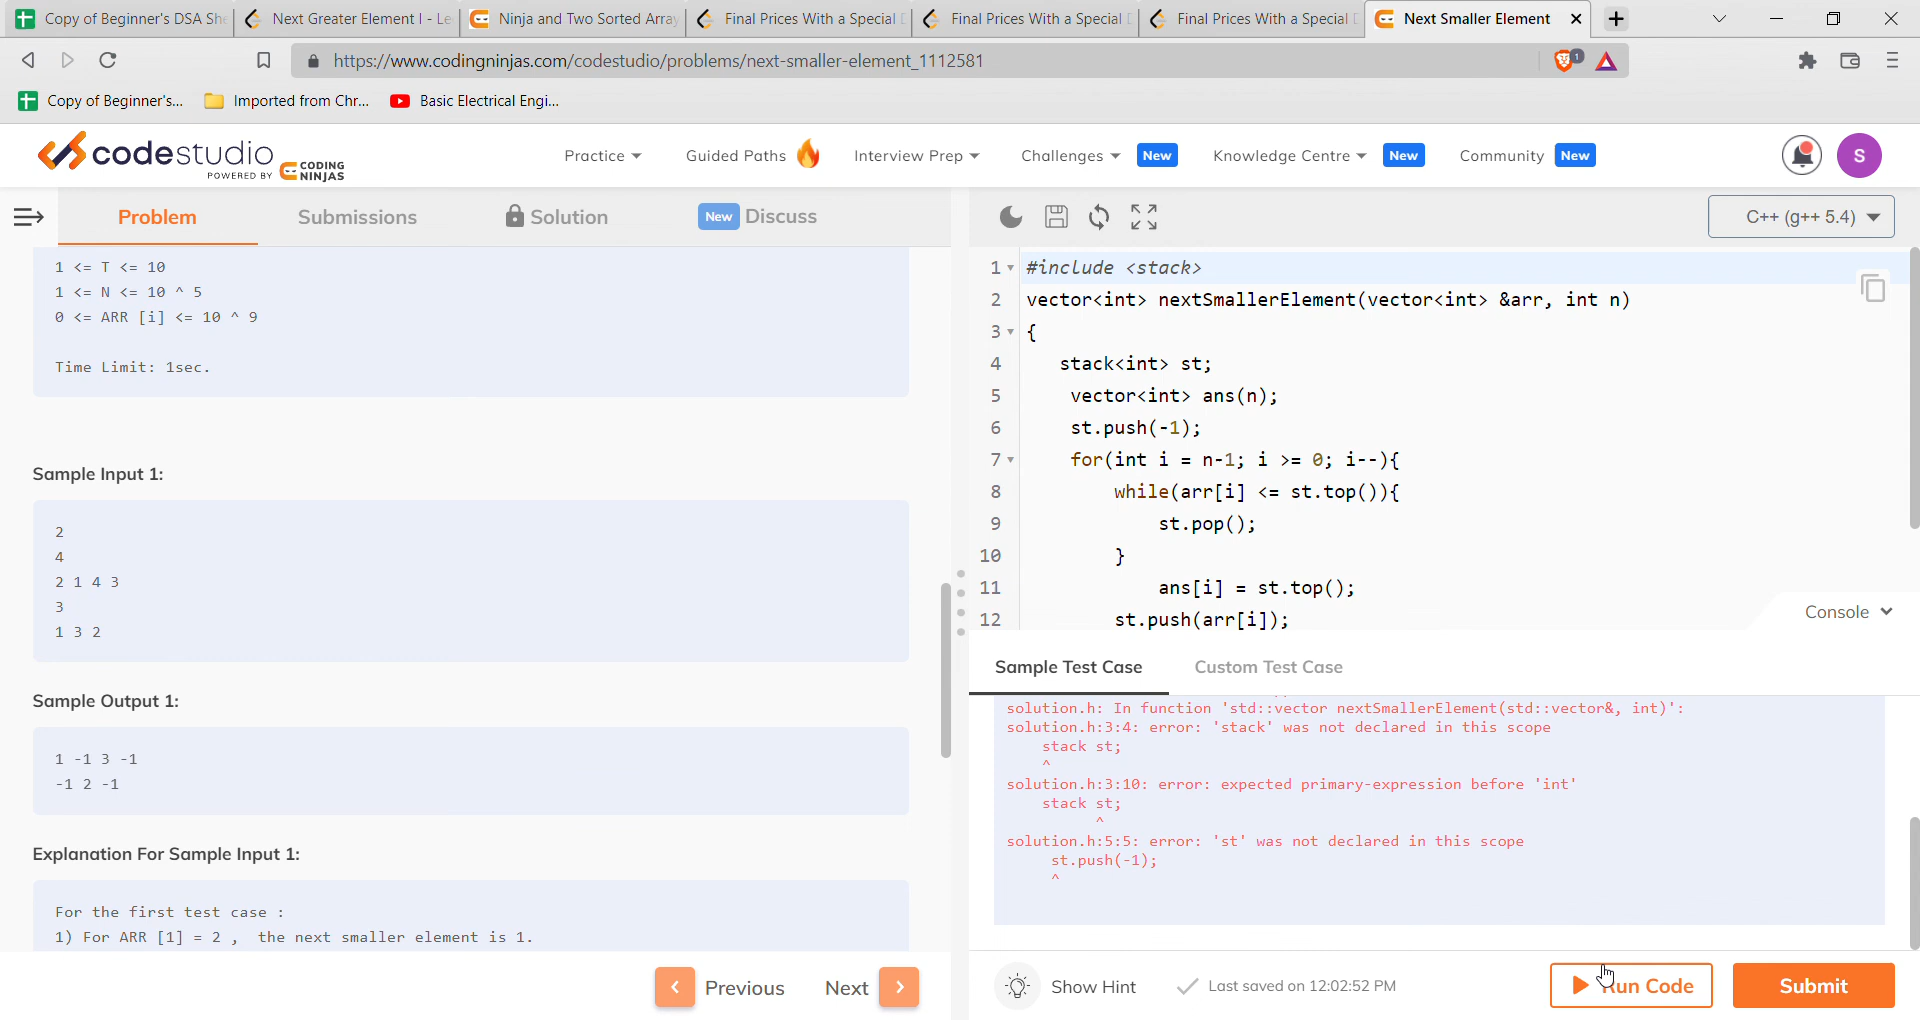 Copy of Beginner's DSA She
Next Greater Element I - Le
Ninja and Two Sorted Array
Final Prices With a Special D
Final Prices With a Special D
Final Prices With a Special D
Next Smaller Element
https://www.codingninjas.com/codestudio/problems/next-smaller-element_1112581
1
Copy of Beginner's...
Imported from Chr...
Basic Electrical Engi...
codestudio
POWERED BY CODING NINJAS
Practice
Guided Paths
Interview Prep
Challenges New
Knowledge Centre New
Community New
S
Problem
Submissions
Solution
New Discuss
C++ (g++ 5.4)
1 <= T <= 10
1 <= N <= 10 ^ 5
0 <= ARR [i] <= 10 ^ 9
Time Limit: 1sec.
Sample Input 1:
2
4
2 1 4 3
3
1 3 2
Sample Output 1:
1 -1 3 -1
-1 2 -1
Explanation For Sample Input 1:
For the first test case :
1) For ARR [1] = 2 , the next smaller element is 1.
Previous
Next
1 #include <stack>
2 vector<int> nextSmallerElement(vector<int> &arr, int n)
3 {
4 stack<int> st;
5 vector<int> ans(n);
6 st.push(-1);
7 for(int i = n-1; i >= 0; i--){
8 while(arr[i] <= st.top()){
9 st.pop();
10 }
11 ans[i] = st.top();
12 st.push(arr[i]);
Console
Sample Test Case
Custom Test Case
solution.h: In function 'std::vector nextSmallerElement(std::vector&, int)':
solution.h:3:4: error: 'stack' was not declared in this scope
stack st;
^
solution.h:3:10: error: expected primary-expression before 'int'
stack st;
^
solution.h:5:5: error: 'st' was not declared in this scope
st.push(-1);
^
Show Hint
Last saved on 12:02:52 PM
Run Code
Submit